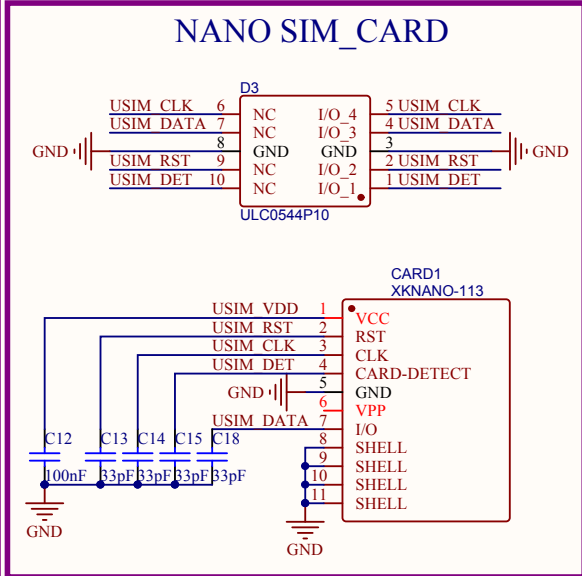 NANO SIM_CARD
D3
USIM_CLK 6 NC I/O_4 5 USIM_CLK
USIM_DATA 7 NC I/O_3 4 USIM_DATA
GND 8 GND GND 3 GND
USIM_RST 9 NC I/O_2 2 USIM_RST
USIM_DET 10 NC I/O_1 1 USIM_DET
ULC0544P10
CARD1
XKNANO-113
USIM_VDD 1 VCC
USIM_RST 2 RST
USIM_CLK 3 CLK
USIM_DET 4 CARD-DETECT
GND 5 GND
6 VPP
USIM_DATA 7 I/O
8 SHELL
9 SHELL
10 SHELL
11 SHELL
C12 C13 C14 C15 C18
100nF 33pF 33pF 33pF 33pF
GND
GND